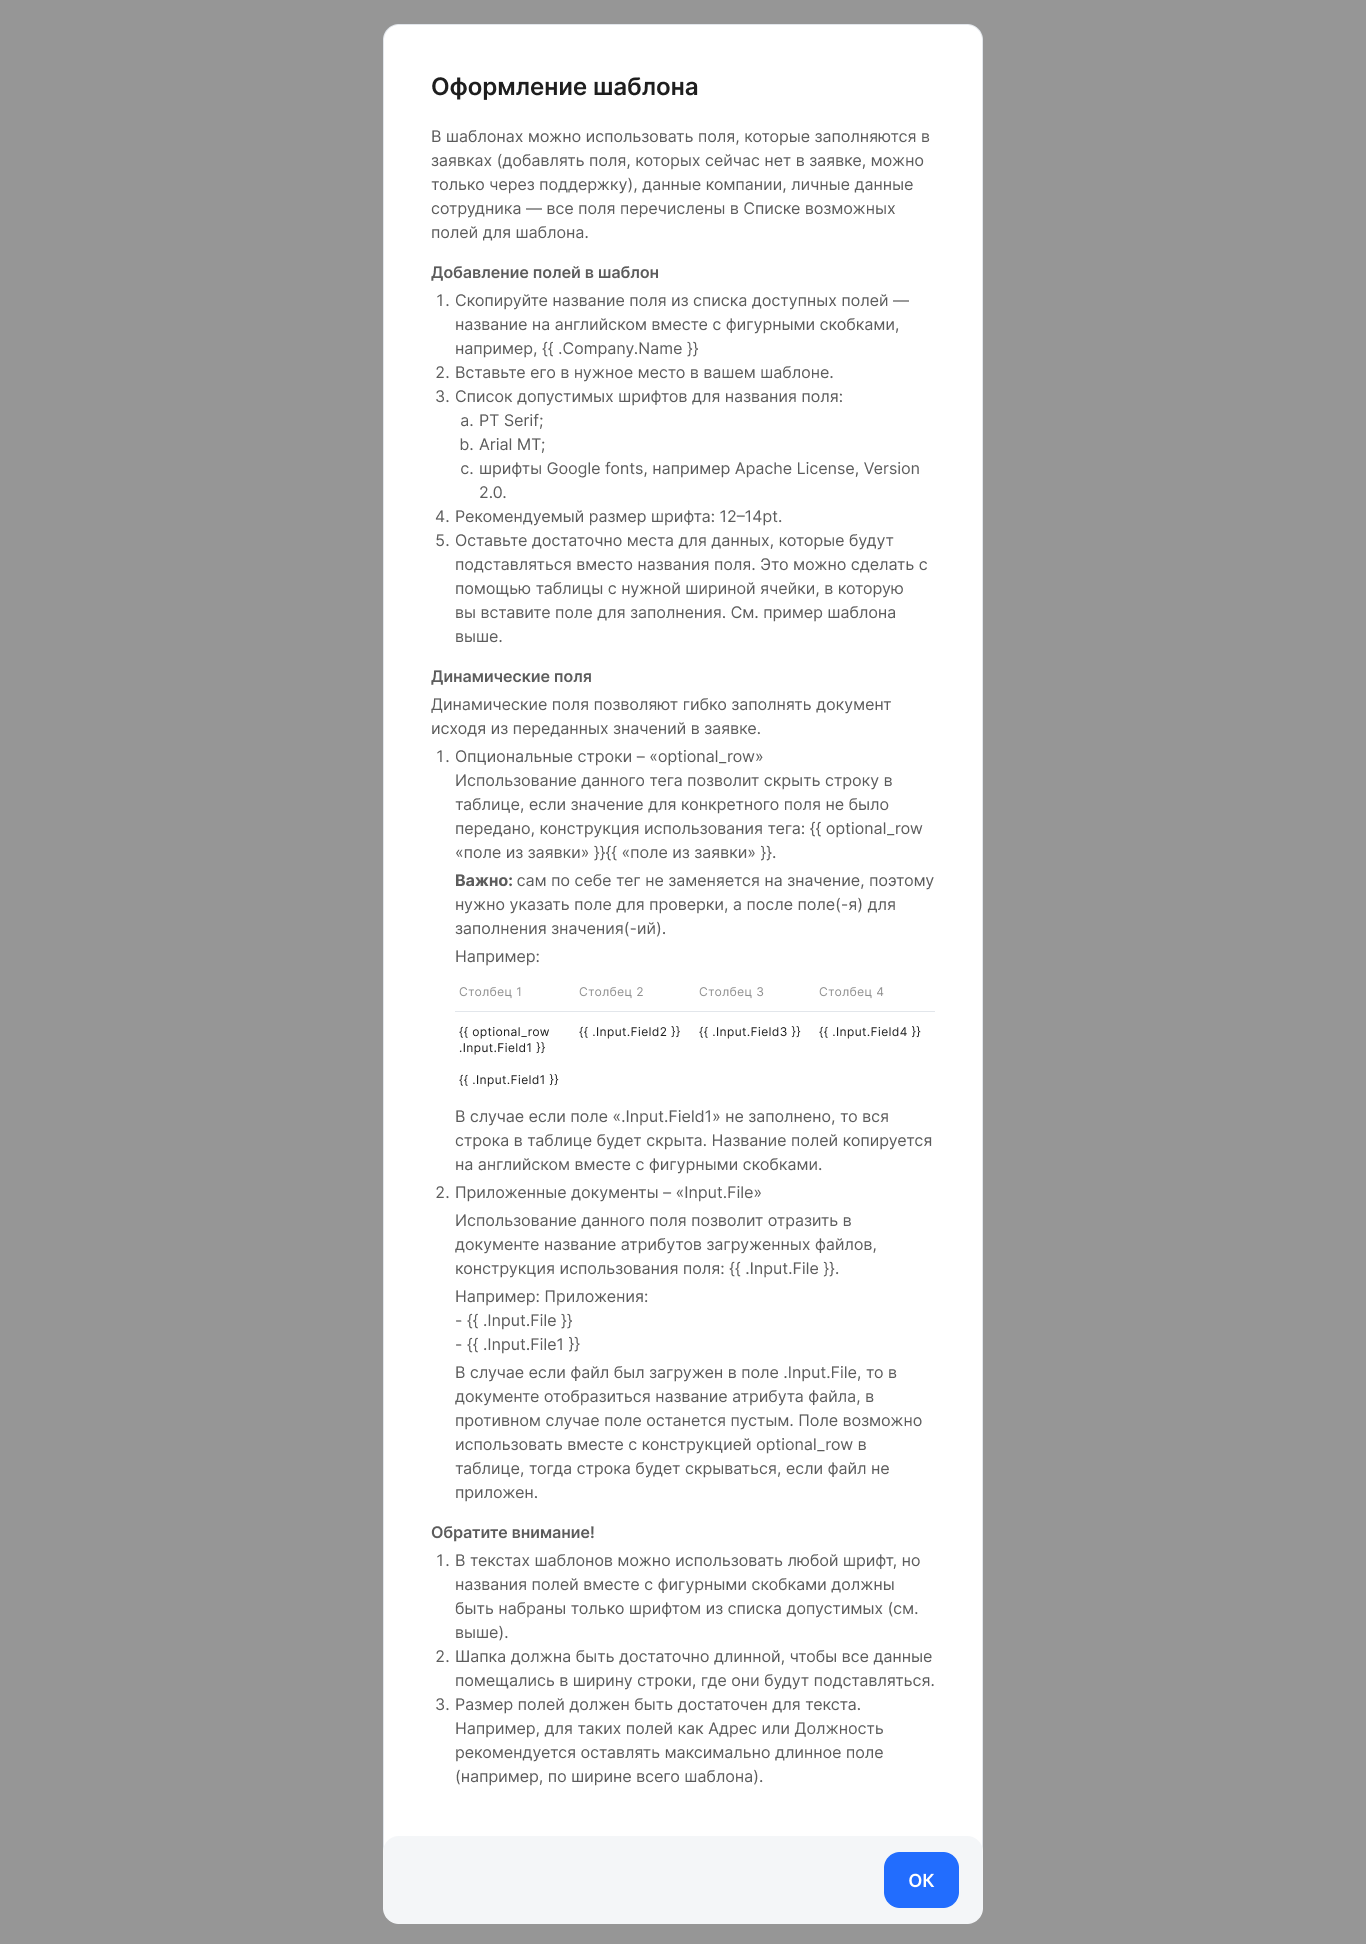 Оформление шаблона
В шаблонах можно использовать поля, которые заполняются в
заявках (добавлять поля, которых сейчас нет в заявке, можно
только через поддержку), данные компании, личные данные
сотрудника — все поля перечислены в Списке возможных
полей для шаблона.
Добавление полей в шаблон
1. Скопируйте название поля из списка доступных полей —
название на английском вместе с фигурными скобками,
например, {{ .Company.Name }}
2. Вставьте его в нужное место в вашем шаблоне.
3. Список допустимых шрифтов для названия поля:
a. PT Serif;
b. Arial MT;
c. шрифты Google fonts, например Apache License, Version
2.0.
4. Рекомендуемый размер шрифта: 12–14pt.
5. Оставьте достаточно места для данных, которые будут
подставляться вместо названия поля. Это можно сделать с
помощью таблицы с нужной шириной ячейки, в которую
вы вставите поле для заполнения. См. пример шаблона
выше.
Динамические поля
Динамические поля позволяют гибко заполнять документ
исходя из переданных значений в заявке.
1. Опциональные строки – «optional_row»
Использование данного тега позволит скрыть строку в
таблице, если значение для конкретного поля не было
передано, конструкция использования тега: {{ optional_row
«поле из заявки» }}{{ «поле из заявки» }}.
Важно: сам по себе тег не заменяется на значение, поэтому
нужно указать поле для проверки, а после поле(-я) для
заполнения значения(-ий).
Например:
Столбец 1 Столбец 2 Столбец 3 Столбец 4
{{ optional_row {{ .Input.Field2 }} {{ .Input.Field3 }} {{ .Input.Field4 }}
.Input.Field1 }}
{{ .Input.Field1 }}
В случае если поле «.Input.Field1» не заполнено, то вся
строка в таблице будет скрыта. Название полей копируется
на английском вместе с фигурными скобками.
2. Приложенные документы – «Input.File»
Использование данного поля позволит отразить в
документе название атрибутов загруженных файлов,
конструкция использования поля: {{ .Input.File }}.
Например: Приложения:
- {{ .Input.File }}
- {{ .Input.File1 }}
В случае если файл был загружен в поле .Input.File, то в
документе отобразиться название атрибута файла, в
противном случае поле останется пустым. Поле возможно
использовать вместе с конструкцией optional_row в
таблице, тогда строка будет скрываться, если файл не
приложен.
Обратите внимание!
1. В текстах шаблонов можно использовать любой шрифт, но
названия полей вместе с фигурными скобками должны
быть набраны только шрифтом из списка допустимых (см.
выше).
2. Шапка должна быть достаточно длинной, чтобы все данные
помещались в ширину строки, где они будут подставляться.
3. Размер полей должен быть достаточен для текста.
Например, для таких полей как Адрес или Должность
рекомендуется оставлять максимально длинное поле
(например, по ширине всего шаблона).
ОК